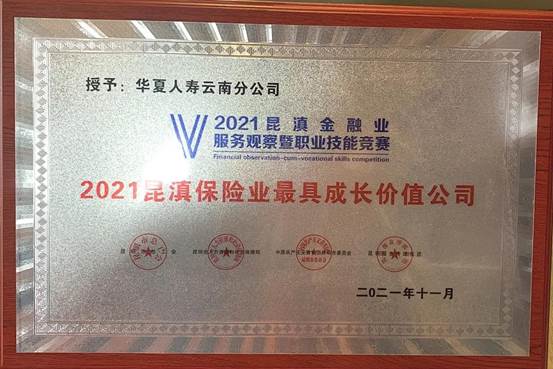 授予：华夏人寿云南分公司
2021昆滇金融业
服务观察暨职业技能竞赛
Financial observation-cum-vorational skills competition
2021昆滇保险业最具成长价值公司
二〇二一年十一月